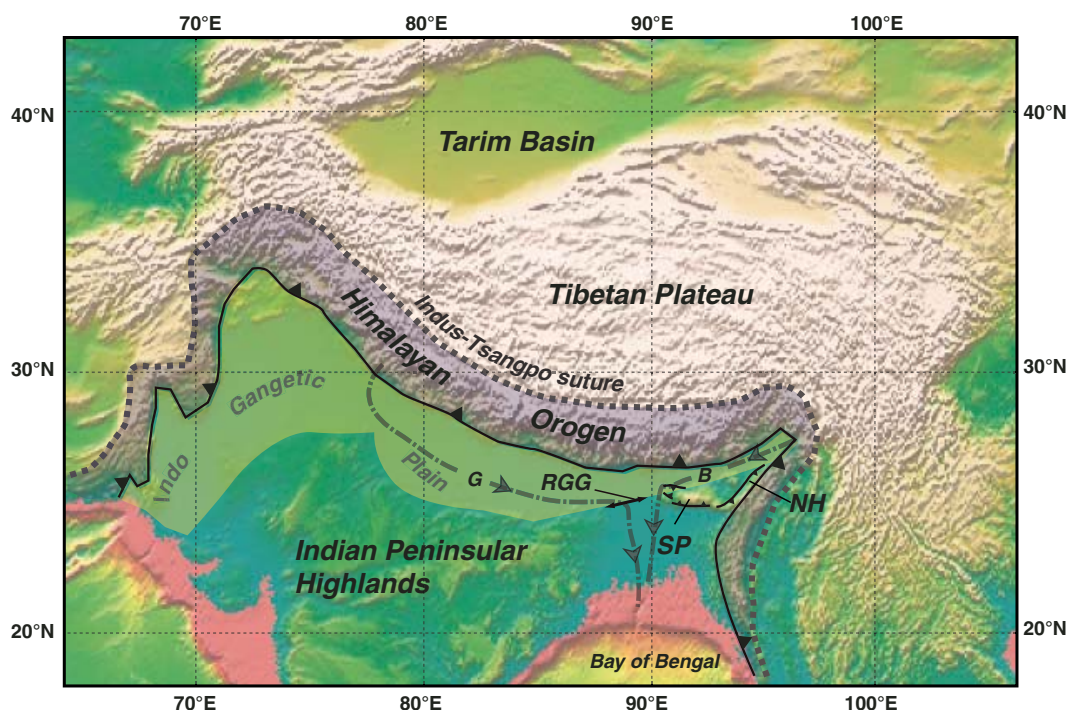 70°E 80°E 90°E 100°E
40°N 40°N
Tarim Basin
Tibetan Plateau
Himalayan
Indus-Tsangpo suture
30°N 30°N
Gangetic
Orogen
Indo
Plain
G
RGG
B
NH
SP
Indian Peninsular
Highlands
20°N 20°N
Bay of Bengal
70°E 80°E 90°E 100°E